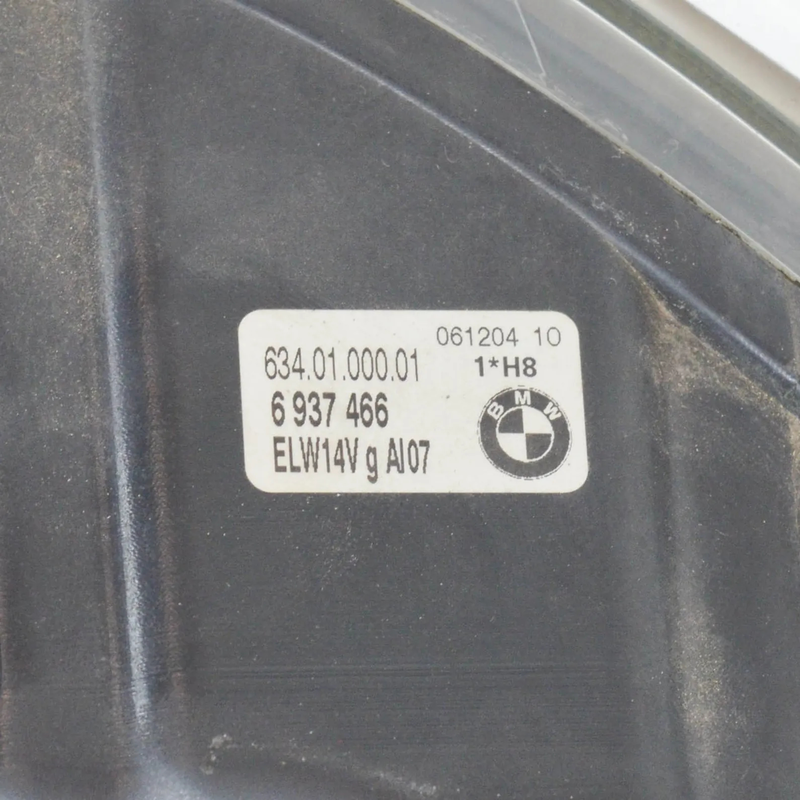 061204 10
634.01.000.01
1*H8
6 937 466
BMW
ELW14V g AI07